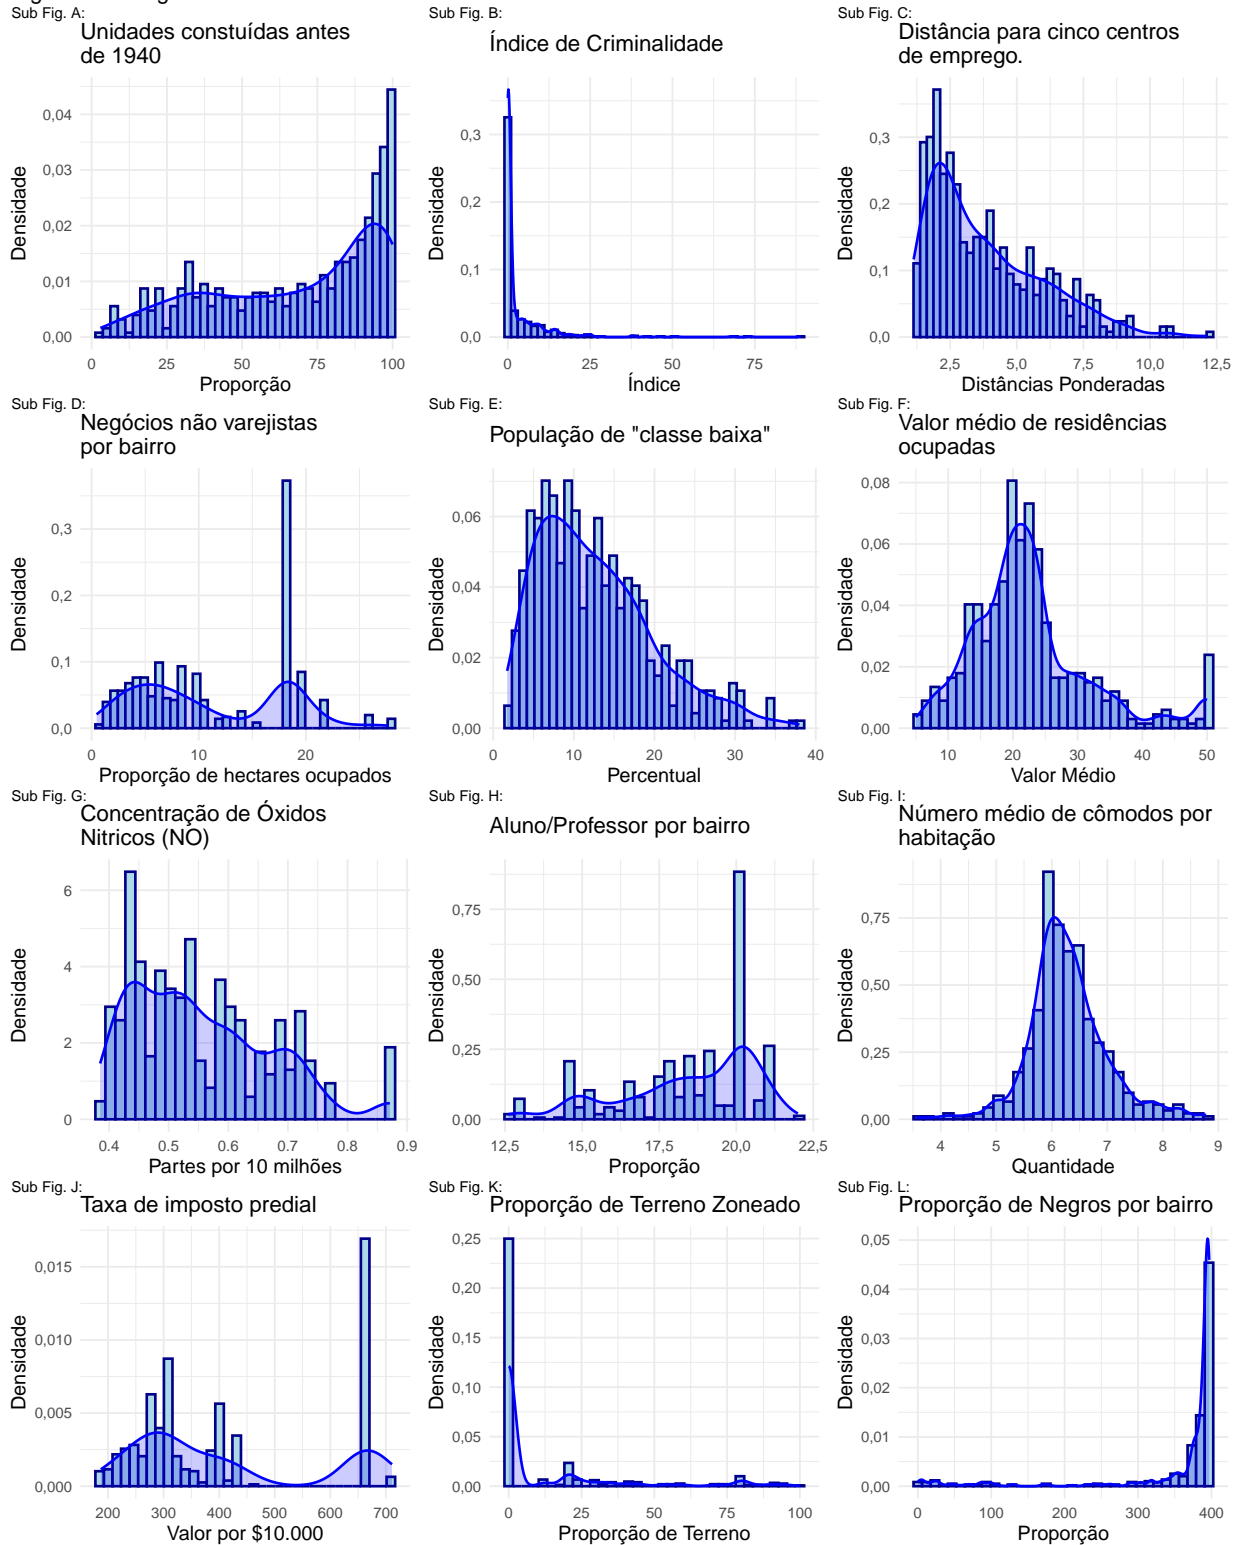 Sub Fig. A:
Unidades constuídas antes
de 1940
Densidade
0,04
0,03
0,02
0,01
0,00
0
25
50
75
100
Proporção
Sub Fig. B:
Índice de Criminalidade
Densidade
0,3
0,2
0,1
0,0
0
25
50
75
Índice
Sub Fig. C:
Distância para cinco centros
de emprego.
Densidade
0,3
0,2
0,1
0,0
2,5
5,0
7,5
10,0
12,5
Distâncias Ponderadas
Sub Fig. D:
Negócios não varejistas
por bairro
Densidade
0,3
0,2
0,1
0,0
0
10
20
Proporção de hectares ocupados
Sub Fig. E:
População de "classe baixa"
Densidade
0,06
0,04
0,02
0,00
0
10
20
30
40
Percentual
Sub Fig. F:
Valor médio de residências
ocupadas
Densidade
0,08
0,06
0,04
0,02
0,00
10
20
30
40
50
Valor Médio
Sub Fig. G:
Concentração de Óxidos
Nitricos (NO)
Densidade
6
4
2
0
0.4
0.5
0.6
0.7
0.8
0.9
Partes por 10 milhões
Sub Fig. H:
Aluno/Professor por bairro
Densidade
0,75
0,50
0,25
0,00
12,5
15,0
17,5
20,0
22,5
Proporção
Sub Fig. I:
Número médio de cômodos por
habitação
Densidade
0,75
0,50
0,25
0,00
4
5
6
7
8
9
Quantidade
Sub Fig. J:
Taxa de imposto predial
Densidade
0,015
0,010
0,005
0,000
200
300
400
500
600
700
Valor por $10.000
Sub Fig. K:
Proporção de Terreno Zoneado
Densidade
0,25
0,20
0,15
0,10
0,05
0,00
0
25
50
75
100
Proporção de Terreno
Sub Fig. L:
Proporção de Negros por bairro
Densidade
0,05
0,04
0,03
0,02
0,01
0,00
0
100
200
300
400
Proporção